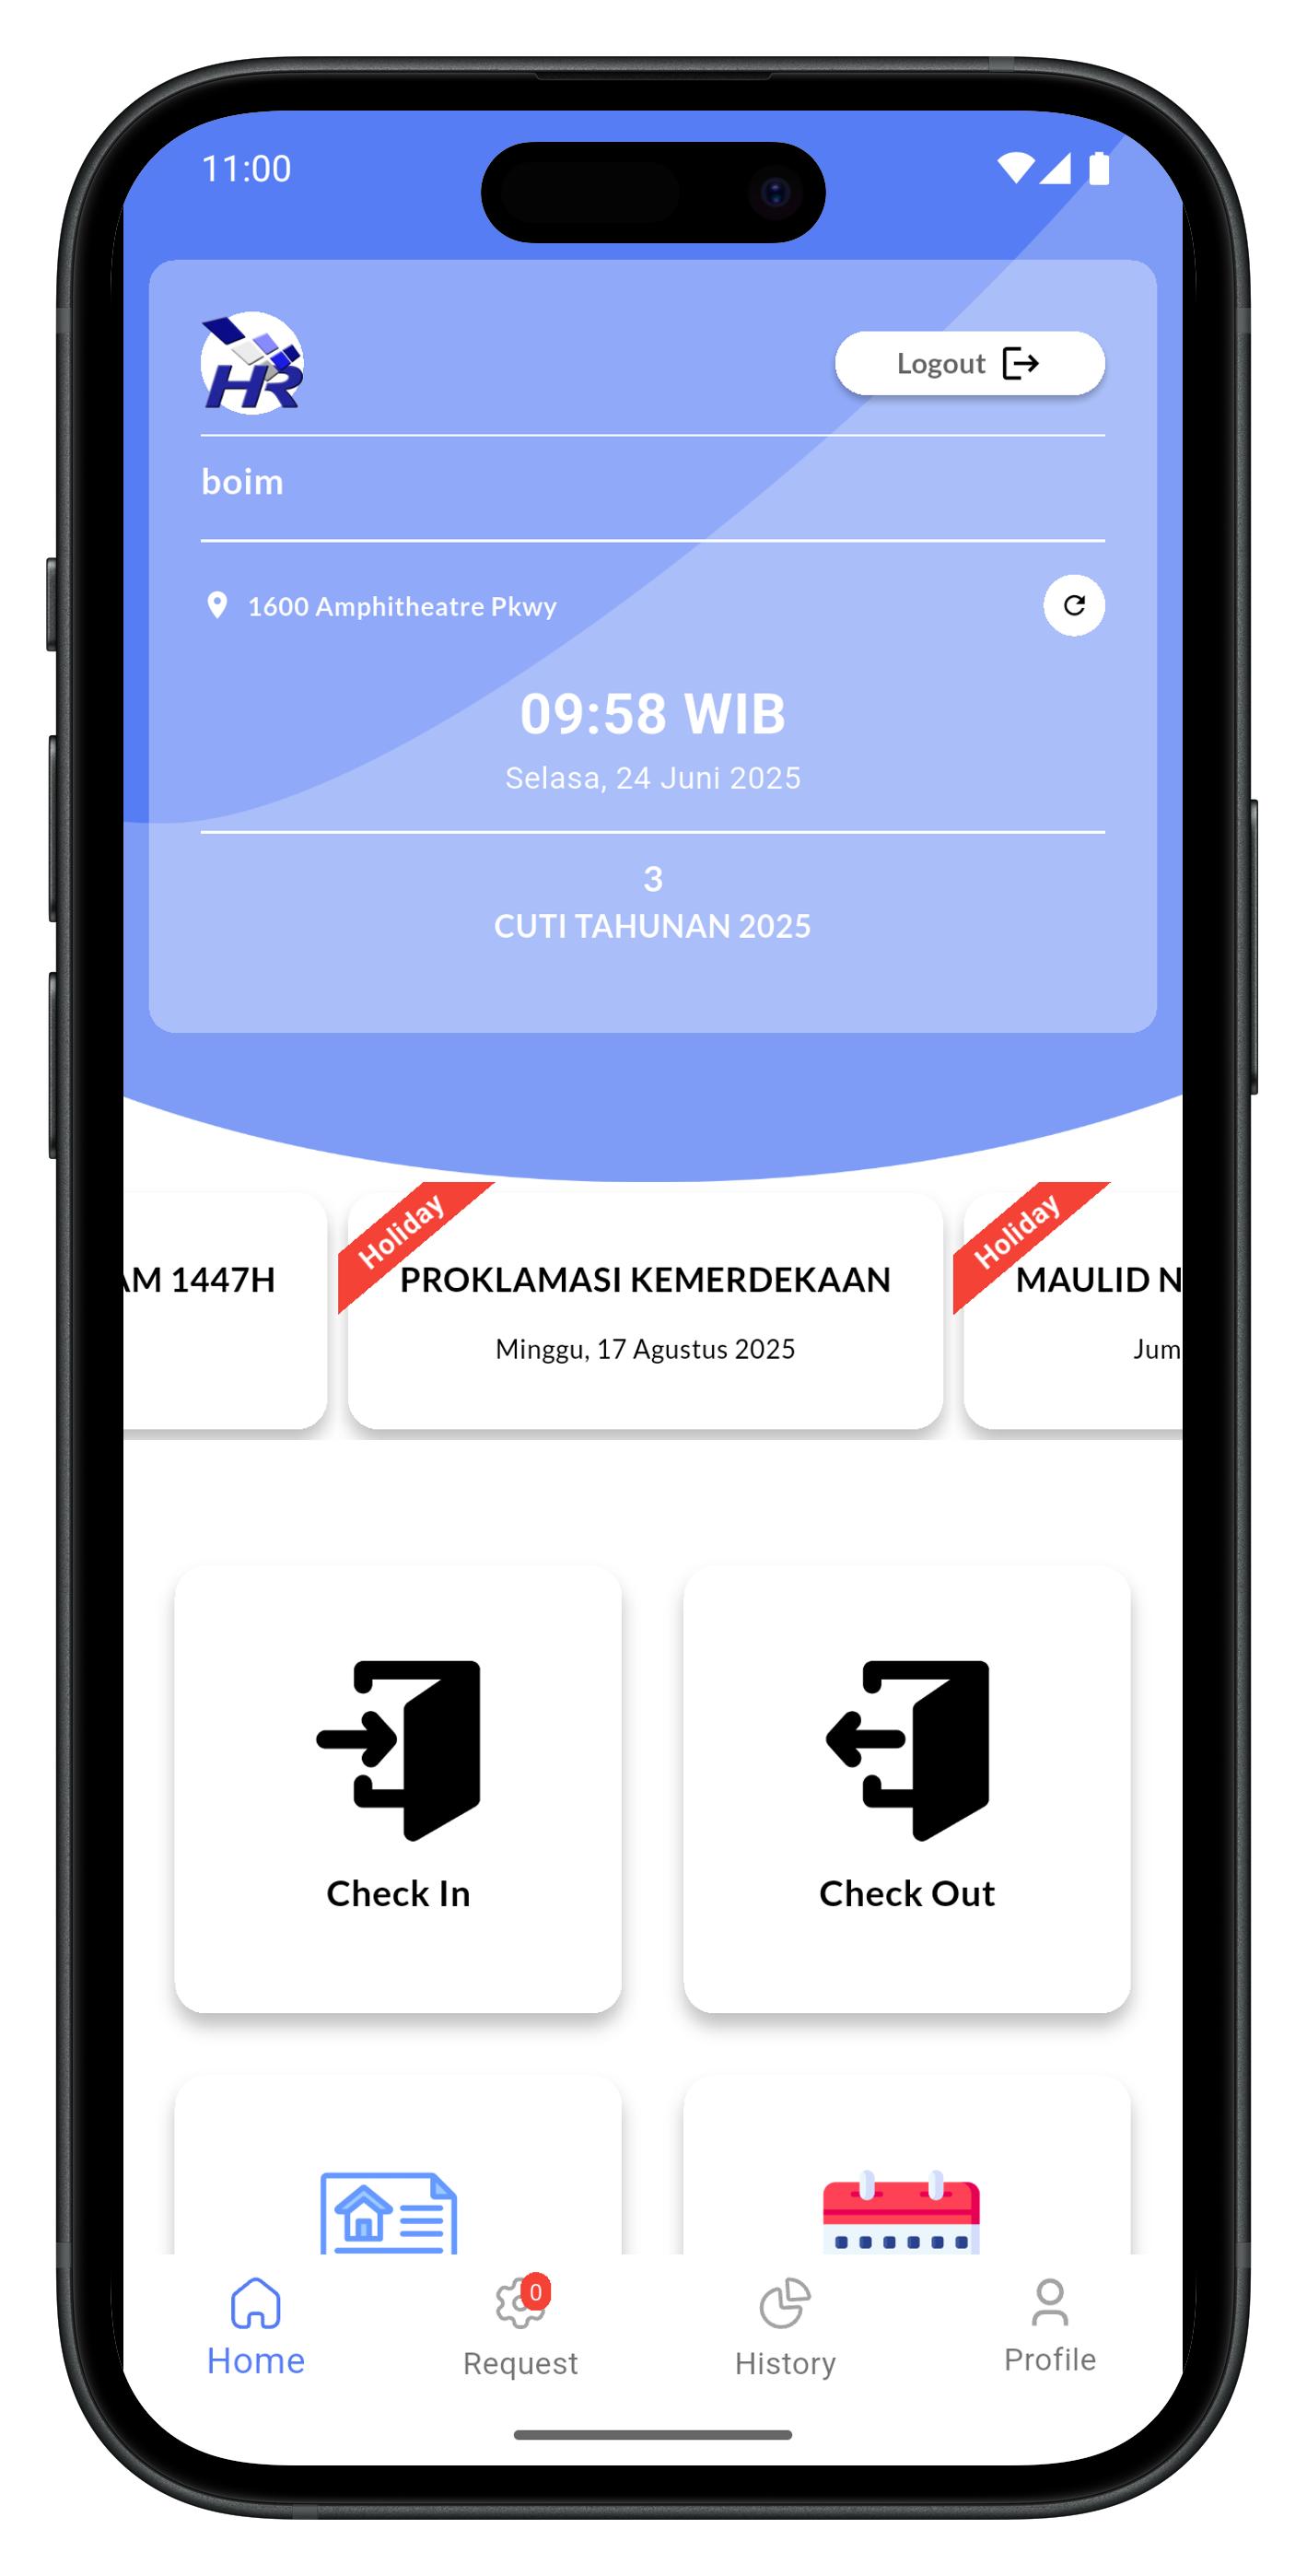 11:00
HR
Logout
boim
1600 Amphitheatre Pkwy
09:58 WIB
Selasa, 24 Juni 2025
3
CUTI TAHUNAN 2025
Holiday
Holiday
AM 1447H
PROKLAMASI KEMERDEKAAN
MAULID N
Minggu, 17 Agustus 2025
Jum
Check In
Check Out
0
Home
Request
History
Profile